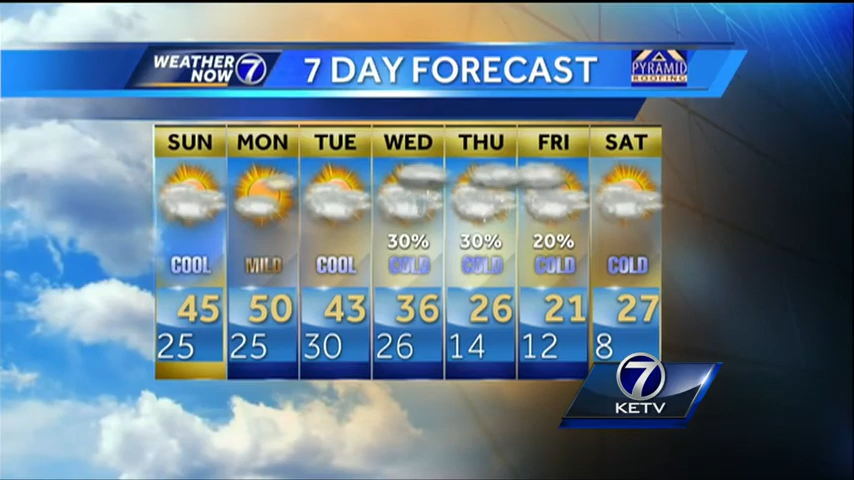 WEATHER NOW 7
7 DAY FORECAST
PYRAMID
ROOFING
SUN MON TUE WED THU FRI SAT
30% 30% 20%
COOL MILD COOL COLD COLD COLD COLD
45 50 43 36 26 21 27
25 25 30 26 14 12 8
7
KETV